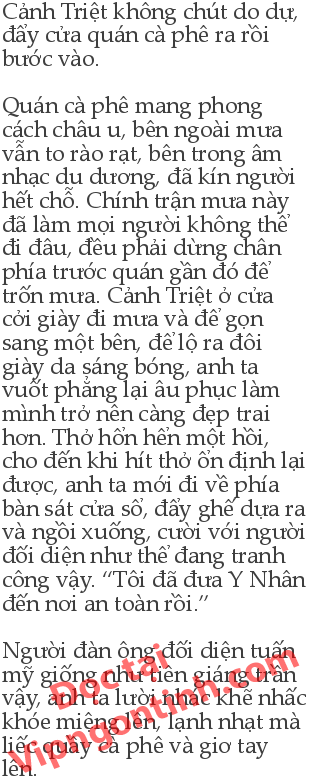 Cảnh Triệt không chút do dự,
đẩy cửa quán cà phê ra rồi
bước vào.

Quán cà phê mang phong
cách châu u, bên ngoài mưa
vẫn to rào rạt, bên trong âm
nhạc du dương, đã kín người
hết chỗ. Chính trận mưa này
đã làm mọi người không thể
đi đâu, đều phải dừng chân
phía trước quán gần đó để
trốn mưa. Cảnh Triệt ở cửa
cởi giày đi mưa và để gọn
sang một bên, để lộ ra đôi
giày da sáng bóng, anh ta
vuốt phẳng lại âu phục làm
mình trở nên càng đẹp trai
hơn. Thở hổn hển một hồi,
cho đến khi hít thở ổn định lại
được, anh ta mới đi về phía
bàn sát cửa sổ, đẩy ghế dựa ra
và ngồi xuống, cười với người
đối diện như thể đang tranh
công vậy. “Tôi đã đưa Y Nhân
đến nơi an toàn rồi.”

Người đàn ông đối diện tuấn
mỹ giống như tiên giáng trần
vậy, anh ta lười nhác khẽ nhấc
khóe miệng lên, lạnh nhạt mà
liếc quầy cà phê và giơ tay
lên.
Doctai
Vipngontinh.com